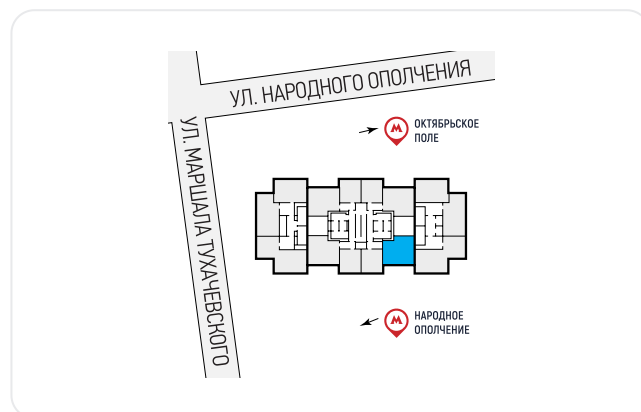 УЛ. НАРОДНОГО ОПОЛЧЕНИЯ
УЛ. МАРШАЛА ТУХАЧЕВСКОГО
М ОКТЯБРЬСКОЕ
ПОЛЕ
М НАРОДНОЕ
ОПОЛЧЕНИЕ